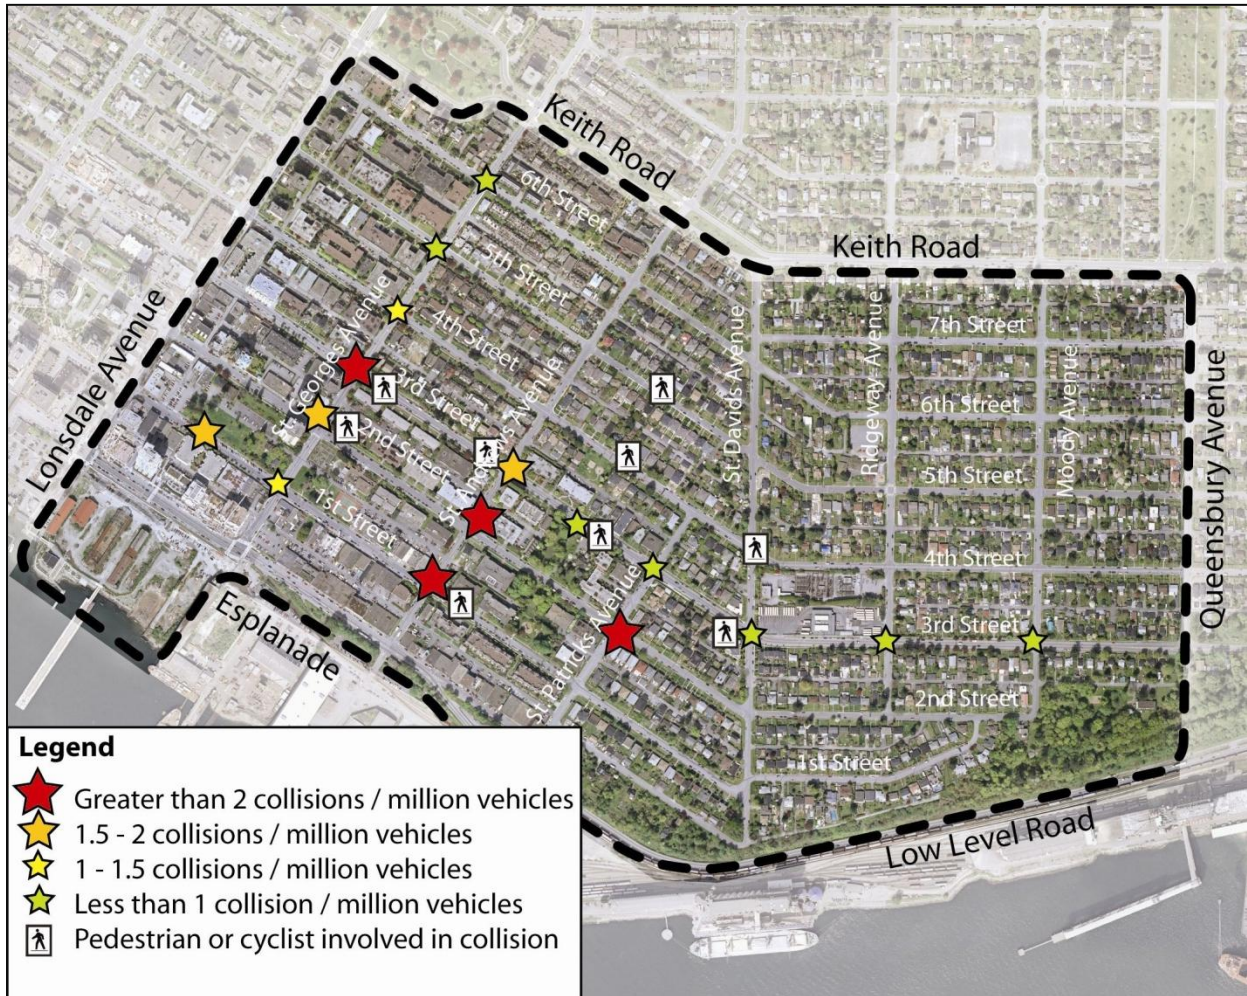 Keith Road
6th Street
Keith Road
5th Street
7th Street
4th Street
St. Georges Avenue
Lonsdale Avenue
St. Davids Avenue
Ridgeway Avenue
Moody Avenue
Queensbury Avenue
3rd Street
6th Street
2nd Street
St. Andrews Avenue
5th Street
1st Street
4th Street
Esplanade
St. Patricks Avenue
3rd Street
2nd Street
1st Street
Low Level Road
Legend
Greater than 2 collisions / million vehicles
1.5 - 2 collisions / million vehicles
1 - 1.5 collisions / million vehicles
Less than 1 collision / million vehicles
Pedestrian or cyclist involved in collision